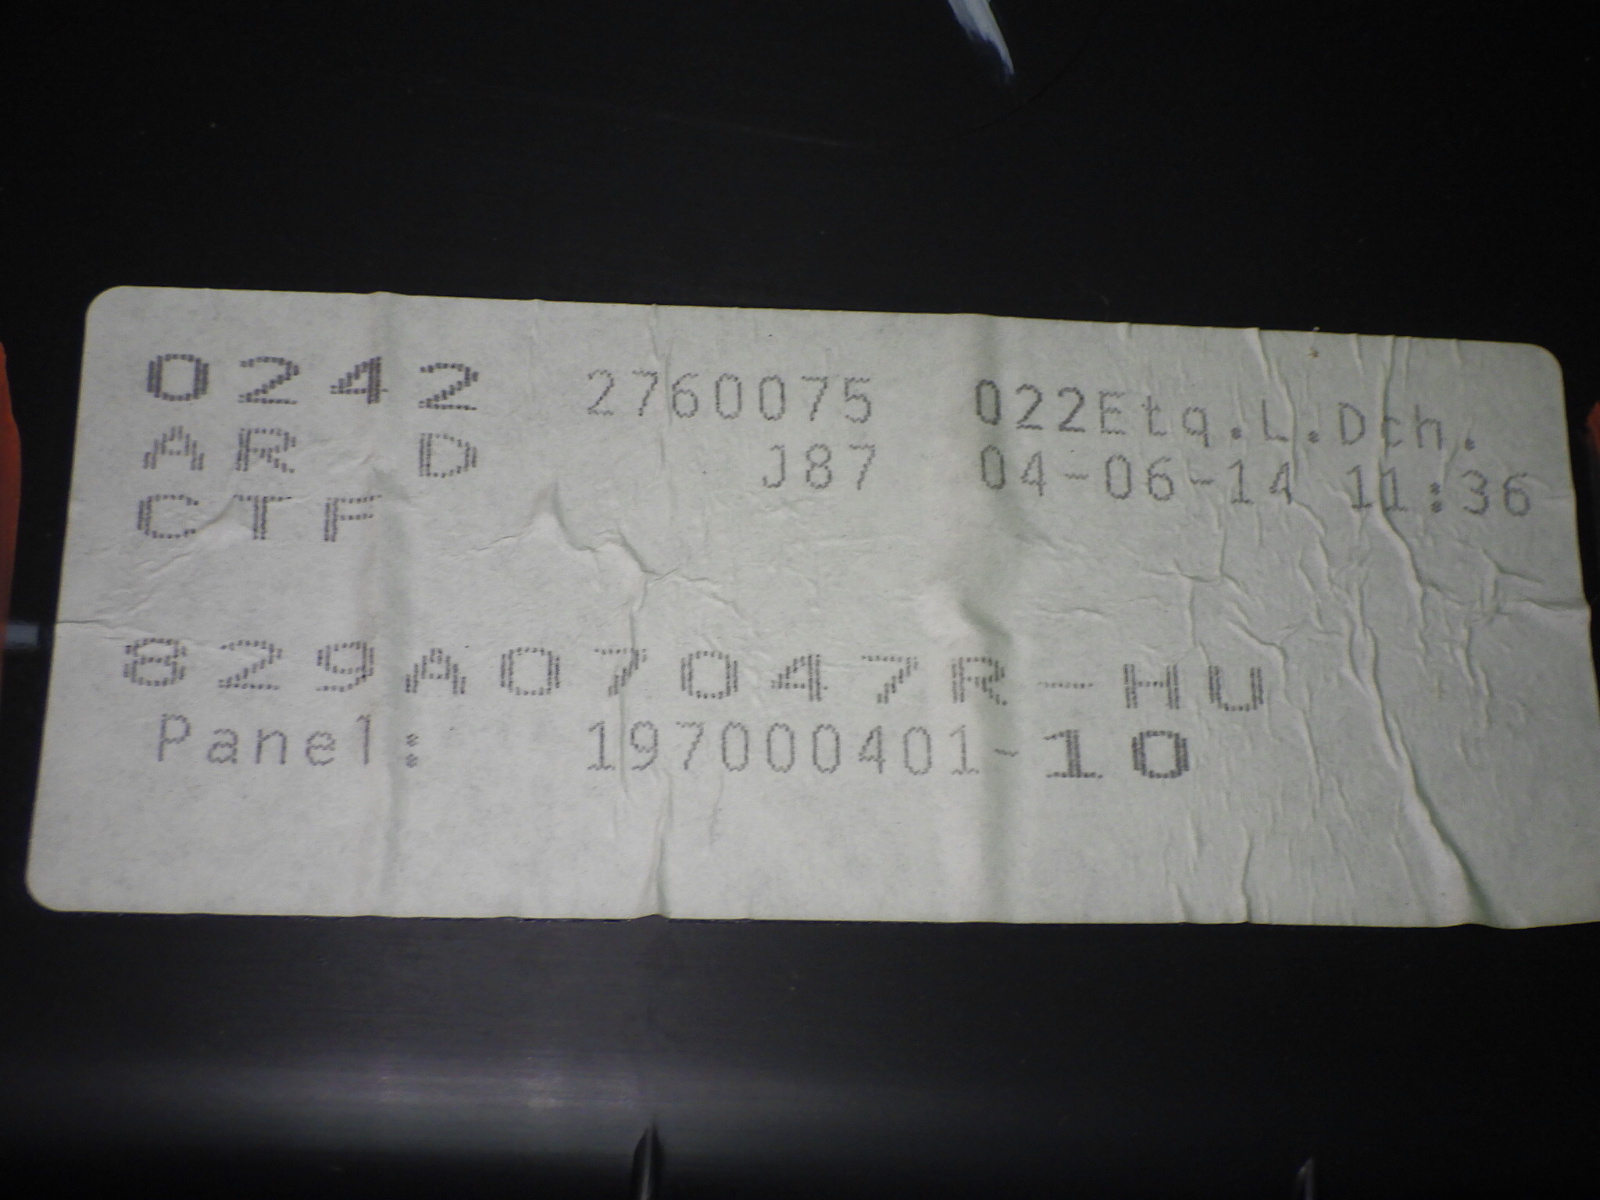 0242 2760075 022Etq.L.Dch.
AR D J87 04-06-14 11:36
CTF
829A07047R-HU
Panel: 197000401-10